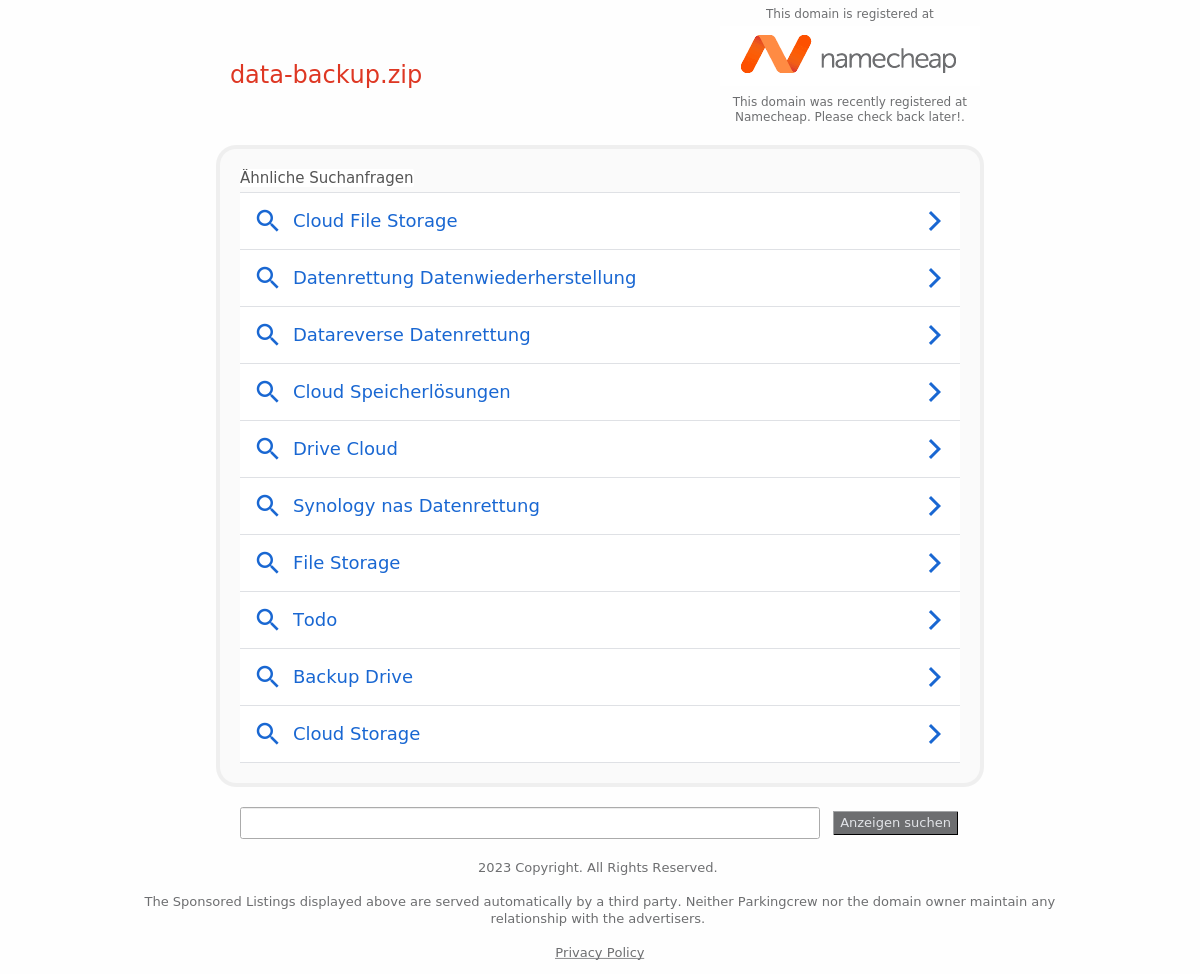 This domain is registered at
data-backup.zip
namecheap
This domain was recently registered at
Namecheap. Please check back later!.
Ähnliche Suchanfragen
Cloud File Storage
Datenrettung Datenwiederherstellung
Datareverse Datenrettung
Cloud Speicherlösungen
Drive Cloud
Synology nas Datenrettung
File Storage
Todo
Backup Drive
Cloud Storage
Anzeigen suchen
2023 Copyright. All Rights Reserved.
The Sponsored Listings displayed above are served automatically by a third party. Neither Parkingcrew nor the domain owner maintain any
relationship with the advertisers.
Privacy Policy